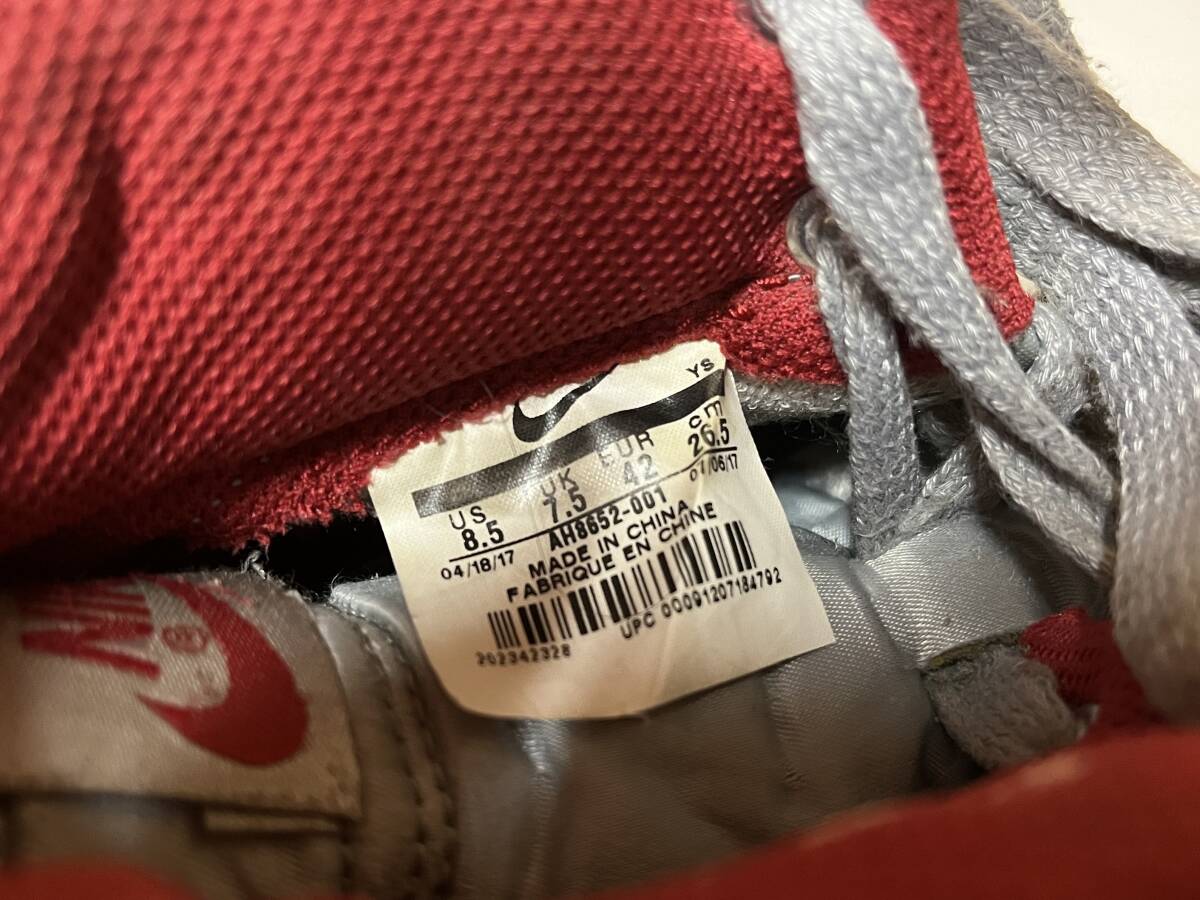 YS
US UK EUR cm
8.5 7.5 42 26.5
04/18/17 AH8652-001 07/06/17
MADE IN CHINA
FABRIQUE EN CHINE
202342328 UPC 00091207184792